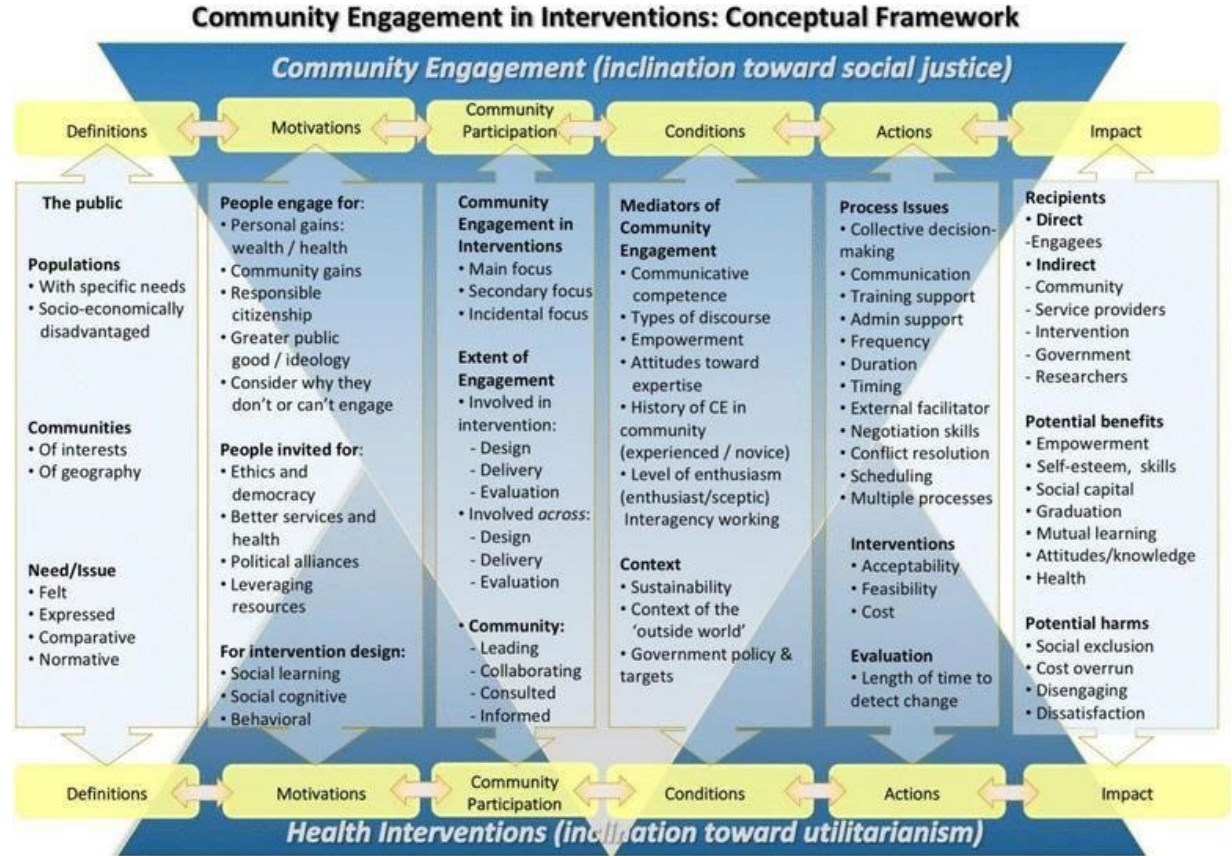 Community Engagement in Interventions: Conceptual Framework
Community Engagement (inclination toward social justice)
Definitions
Motivations
Community
Participation
Conditions
Actions
Impact
The public
Populations
• With specific needs
• Socio-economically
disadvantaged
Communities
• Of interests
• Of geography
Need/Issue
• Felt
• Expressed
• Comparative
• Normative
People engage for:
• Personal gains:
wealth / health
• Community gains
• Responsible
citizenship
• Greater public
good / ideology
• Consider why they
don't or can't engage
People invited for:
• Ethics and
democracy
• Better services and
health
• Political alliances
• Leveraging
resources
For intervention design:
• Social learning
• Social cognitive
• Behavioral
Community
Engagement in
Interventions
• Main focus
• Secondary focus
• Incidental focus
Extent of
Engagement
• Involved in
intervention:
- Design
- Delivery
- Evaluation
• Involved across:
- Design
- Delivery
- Evaluation
• Community:
- Leading
- Collaborating
- Consulted
- Informed
Mediators of
Community
Engagement
• Communicative
competence
• Types of discourse
• Empowerment
• Attitudes toward
expertise
• History of CE in
community
(experienced / novice)
• Level of enthusiasm
(enthusiast/sceptic)
Interagency working
Context
• Sustainability
• Context of the
'outside world'
• Government policy &
targets
Process Issues
• Collective decision-
making
• Communication
• Training support
• Admin support
• Frequency
• Duration
• Timing
• External facilitator
• Negotiation skills
• Conflict resolution
• Scheduling
• Multiple processes
Interventions
• Acceptability
• Feasibility
• Cost
Evaluation
• Length of time to
detect change
Recipients
• Direct
-Engagees
• Indirect
- Community
- Service providers
- Intervention
- Government
- Researchers
Potential benefits
• Empowerment
• Self-esteem, skills
• Social capital
• Graduation
• Mutual learning
• Attitudes/knowledge
• Health
Potential harms
• Social exclusion
• Cost overrun
• Disengaging
• Dissatisfaction
Definitions
Motivations
Community
Participation
Conditions
Actions
Impact
Health Interventions (inclination toward utilitarianism)